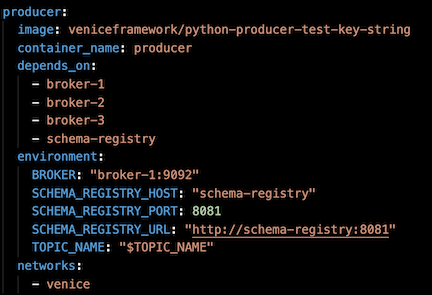 producer:
  image: veniceframework/python-producer-test-key-string
  container_name: producer
  depends_on:
    - broker-1
    - broker-2
    - broker-3
    - schema-registry
  environment:
    BROKER: "broker-1:9092"
    SCHEMA_REGISTRY_HOST: "schema-registry"
    SCHEMA_REGISTRY_PORT: 8081
    SCHEMA_REGISTRY_URL: "http://schema-registry:8081"
    TOPIC_NAME: "$TOPIC_NAME"
  networks:
    - venice